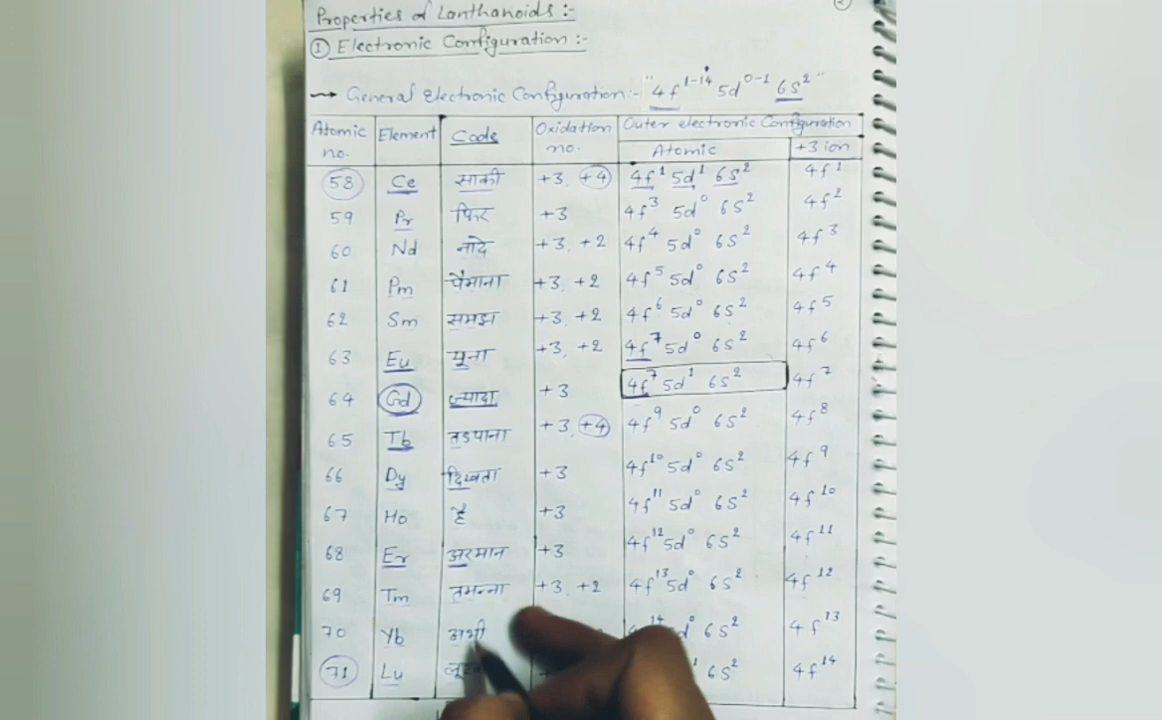 Properties of Lanthanoids :-
① Electronic Configuration :-
→ General Electronic Configuration:- "4f¹⁻¹⁴ 5d⁰⁻¹ 6s²"
Atomic no. Element Code Oxidation no. Outer electronic Configuration
Atomic +3 ion
58 Ce साकी +3, +4 4f¹ 5d¹ 6s² 4f¹
59 Pr फिर +3 4f³ 5d⁰ 6s² 4f²
60 Nd नादे +3, +2 4f⁴ 5d⁰ 6s² 4f³
61 Pm पैमाना +3, +2 4f⁵ 5d⁰ 6s² 4f⁴
62 Sm समझ +3, +2 4f⁶ 5d⁰ 6s² 4f⁵
63 Eu यूना +3, +2 4f⁷ 5d⁰ 6s² 4f⁶
64 Gd ज्यादा +3 4f⁷ 5d¹ 6s² 4f⁷
65 Tb तडपाना +3, +4 4f⁹ 5d⁰ 6s² 4f⁸
66 Dy दिखता +3 4f¹⁰ 5d⁰ 6s² 4f⁹
67 Ho है +3 4f¹¹ 5d⁰ 6s² 4f¹⁰
68 Er अरमान +3 4f¹² 5d⁰ 6s² 4f¹¹
69 Tm तमन्ना +3, +2 4f¹³ 5d⁰ 6s² 4f¹²
70 Yb अभी 6s² 4f¹³
71 Lu 6s² 4f¹⁴